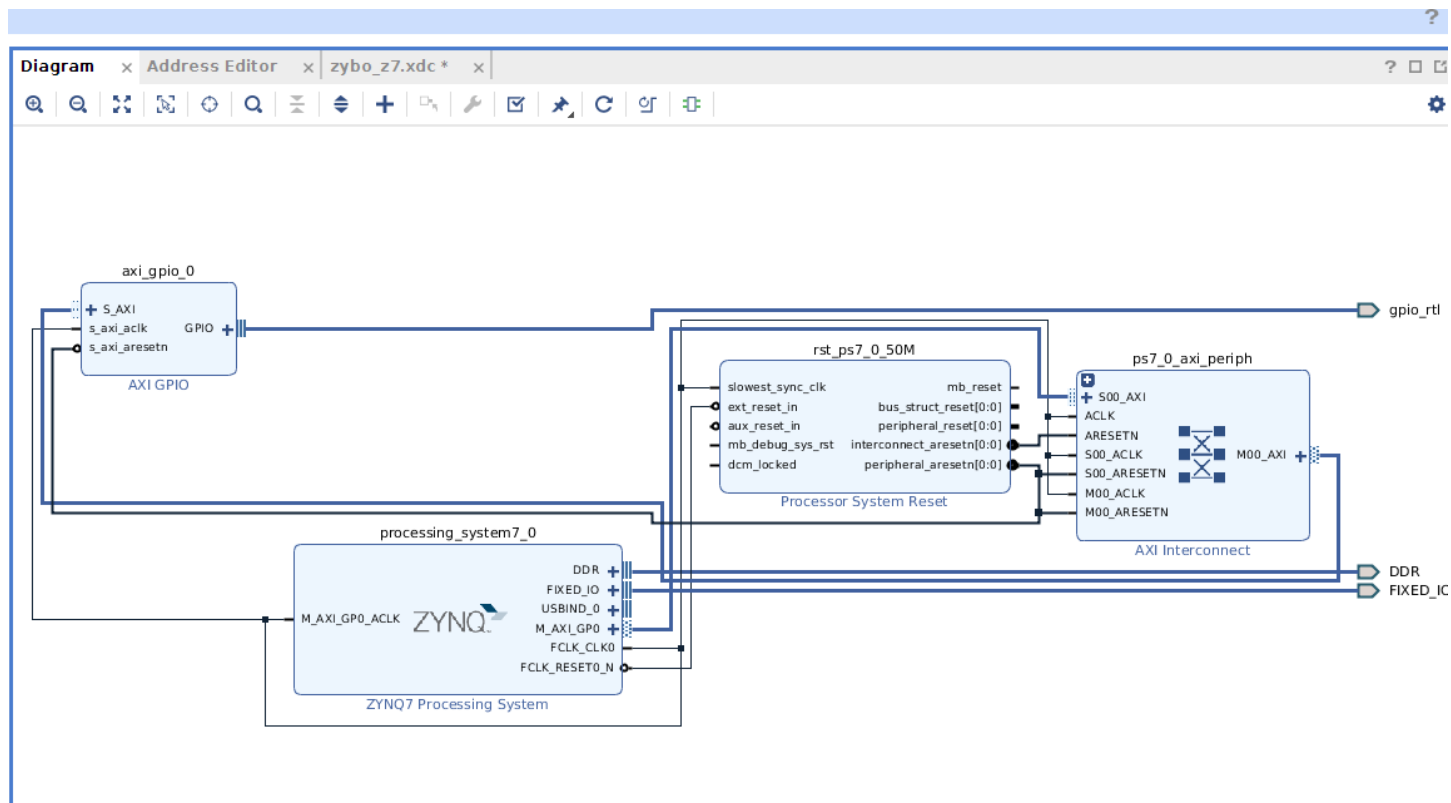 ?
Diagram × Address Editor × zybo_z7.xdc * × ?
axi_gpio_0
S_AXI
s_axi_aclk GPIO
s_axi_aresetn
AXI GPIO
gpio_rtl
rst_ps7_0_50M
slowest_sync_clk mb_reset
ext_reset_in bus_struct_reset[0:0]
aux_reset_in peripheral_reset[0:0]
mb_debug_sys_rst interconnect_aresetn[0:0]
dcm_locked peripheral_aresetn[0:0]
Processor System Reset
ps7_0_axi_periph
S00_AXI
ACLK
ARESETN
S00_ACLK M00_AXI
S00_ARESETN
M00_ACLK
M00_ARESETN
AXI Interconnect
processing_system7_0
DDR
FIXED_IO
USBIND_0
M_AXI_GP0_ACLK ZYNQ M_AXI_GP0
FCLK_CLK0
FCLK_RESET0_N
ZYNQ7 Processing System
DDR
FIXED_IO